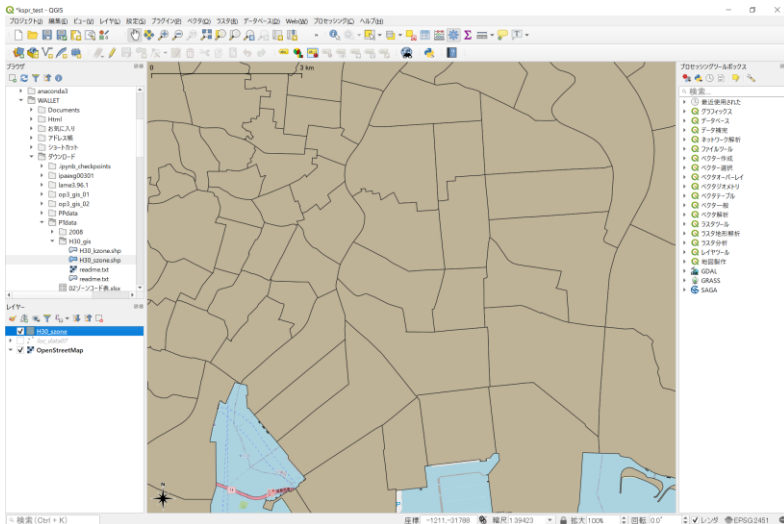 *kspr_test - QGIS
プロジェクト(J) 編集(E) ビュー(V) レイヤ(L) 設定(S) プラグイン(P) ベクタ(O) ラスタ(R) データベース(D) Web(W) プロセッシング(C) ヘルプ(H)
ブラウザ
anaconda3
WALLET
Documents
Html
お気に入り
アドレス帳
ショートカット
ダウンロード
.ipynb_checkpoints
ipaexg00301
lame3.96.1
op3_gis_01
op3_gis_02
PPdata
PTdata
2008
H30_gis
H30_kzone.shp
H30_szone.shp
readme.txt
readme.txt
02ゾーンコード表.xlsx
レイヤー
H30_szone
OpenStreetMap
0
3 km
N
プロセッシングツールボックス
検索...
最近使用された
グラフィックス
データベース
データ補完
ネットワーク解析
ファイルツール
ベクター作成
ベクター選択
ベクタオーバーレイ
ベクタジオメトリ
ベクタテーブル
ベクター一般
ベクタ解析
ラスタツール
ラスタ地形解析
ラスタ分析
レイヤツール
地図製作
GDAL
GRASS
SAGA
検索 (Ctrl + K)
座標 -1211,-31788 縮尺 1:39423 拡大 100% 回転 0.0° レンダ EPSG:2451